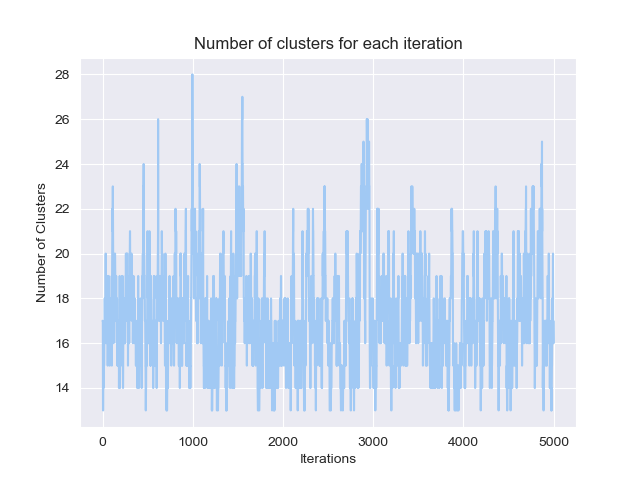 Number of clusters for each iteration
28
26
24
22
20
18
16
14
Number of Clusters
0 1000 2000 3000 4000 5000
Iterations